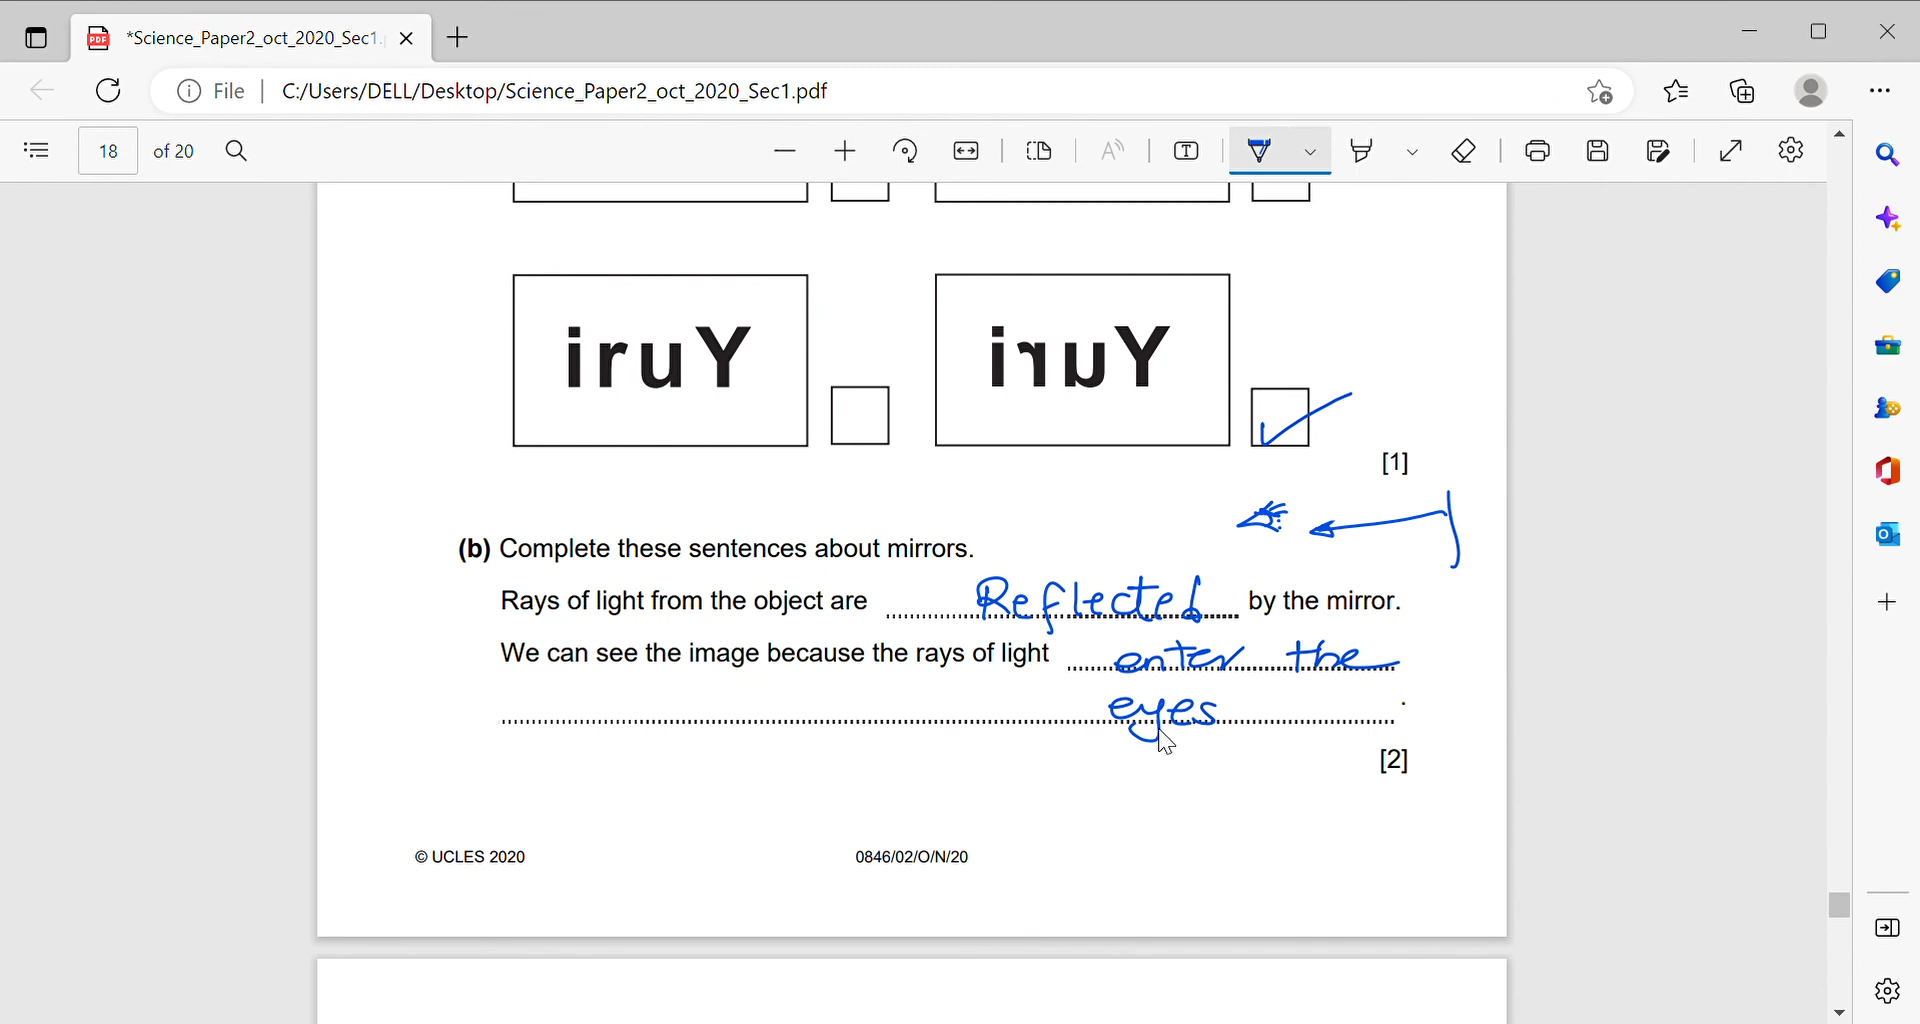 *Science_Paper2_oct_2020_Sec1.
File | C:/Users/DELL/Desktop/Science_Paper2_oct_2020_Sec1.pdf
18 of 20
iruY
iruY
[1]
(b) Complete these sentences about mirrors.
Rays of light from the object are Reflected by the mirror.
We can see the image because the rays of light enter the
eyes .
[2]
© UCLES 2020 0846/02/O/N/20